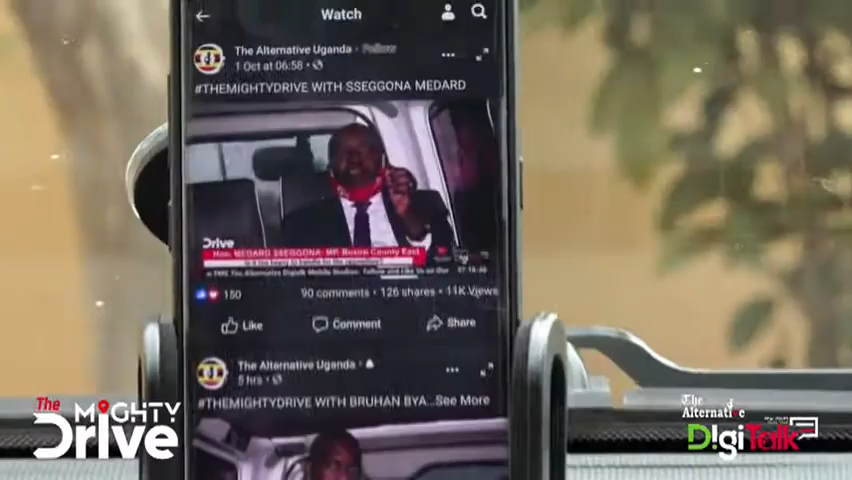 Watch
The Alternative Uganda · Follow
1 Oct at 06:58 ·
#THEMIGHTYDRIVE WITH SSEGGONA MEDARD
Drive
Hon. MEDARD SSEGGONA: MP. Busiro County East
150
90 comments · 126 shares · 11K Views
Like
Comment
Share
The Alternative Uganda ·
5 hrs ·
#THEMIGHTYDRIVE WITH BRUHAN BYA...See More
The
MIGHTY
Drive
The
Alternative
DigiTalk